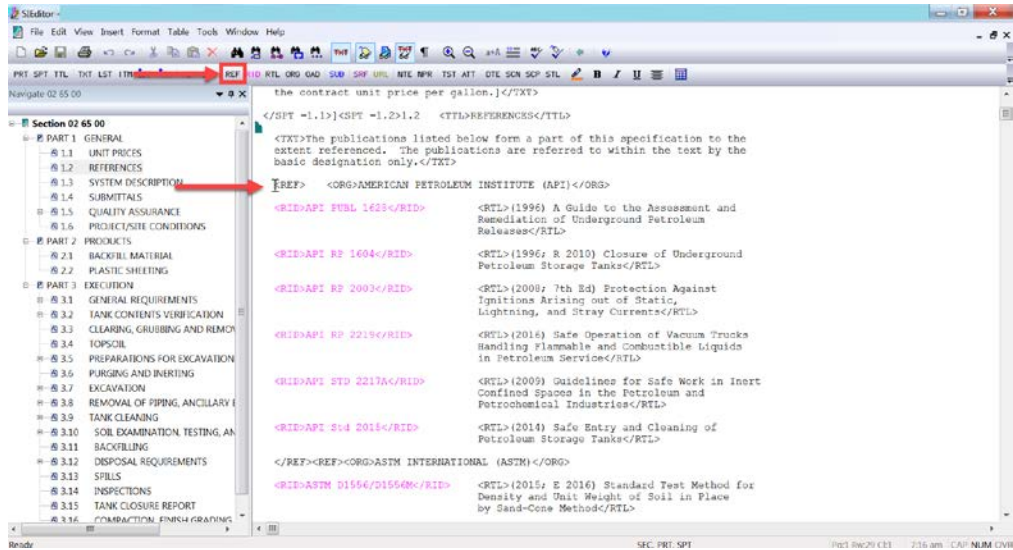 SIEditor -
File Edit View Insert Format Table Tools Window Help
PRT SPT TTL TXT LST ITM REF RID RTL ORG OAD SUB SRF URL NTE NPR TST ATT DTE SCN SCP STL B I U
Navigate 02 65 00
Section 02 65 00
PART 1 GENERAL
1.1 UNIT PRICES
1.2 REFERENCES
1.3 SYSTEM DESCRIPTION
1.4 SUBMITTALS
1.5 QUALITY ASSURANCE
1.6 PROJECT/SITE CONDITIONS
PART 2 PRODUCTS
2.1 BACKFILL MATERIAL
2.2 PLASTIC SHEETING
PART 3 EXECUTION
3.1 GENERAL REQUIREMENTS
3.2 TANK CONTENTS VERIFICATION
3.3 CLEARING, GRUBBING AND REMOV
3.4 TOPSOIL
3.5 PREPARATIONS FOR EXCAVATION
3.6 PURGING AND INERTING
3.7 EXCAVATION
3.8 REMOVAL OF PIPING, ANCILLARY E
3.9 TANK CLEANING
3.10 SOIL EXAMINATION, TESTING, AN
3.11 BACKFILLING
3.12 DISPOSAL REQUIREMENTS
3.13 SPILLS
3.14 INSPECTIONS
3.15 TANK CLOSURE REPORT
3.16 COMPACTION, FINISH GRADING
the contract unit price per gallon.]</TXT>
</SPT =1.1>]<SPT =1.2>1.2 <TTL>REFERENCES</TTL>
<TXT>The publications listed below form a part of this specification to the
extent referenced. The publications are referred to within the text by the
basic designation only.</TXT>
<REF> <ORG>AMERICAN PETROLEUM INSTITUTE (API)</ORG>
<RID>API PUBL 1628</RID> <RTL>(1996) A Guide to the Assessment and
Remediation of Underground Petroleum
Releases</RTL>
<RID>API RP 1604</RID> <RTL>(1996; R 2010) Closure of Underground
Petroleum Storage Tanks</RTL>
<RID>API RP 2003</RID> <RTL>(2008; 7th Ed) Protection Against
Ignitions Arising out of Static,
Lightning, and Stray Currents</RTL>
<RID>API RP 2219</RID> <RTL>(2016) Safe Operation of Vacuum Trucks
Handling Flammable and Combustible Liquids
in Petroleum Service</RTL>
<RID>API STD 2217A</RID> <RTL>(2009) Guidelines for Safe Work in Inert
Confined Spaces in the Petroleum and
Petrochemical Industries</RTL>
<RID>API Std 2015</RID> <RTL>(2014) Safe Entry and Cleaning of
Petroleum Storage Tanks</RTL>
</REF><REF><ORG>ASTM INTERNATIONAL (ASTM)</ORG>
<RID>ASTM D1556/D1556M</RID> <RTL>(2015; E 2016) Standard Test Method for
Density and Unit Weight of Soil in Place
by Sand-Cone Method</RTL>
Ready SEC, PRT, SPT 2:16 am CAP NUM OVR